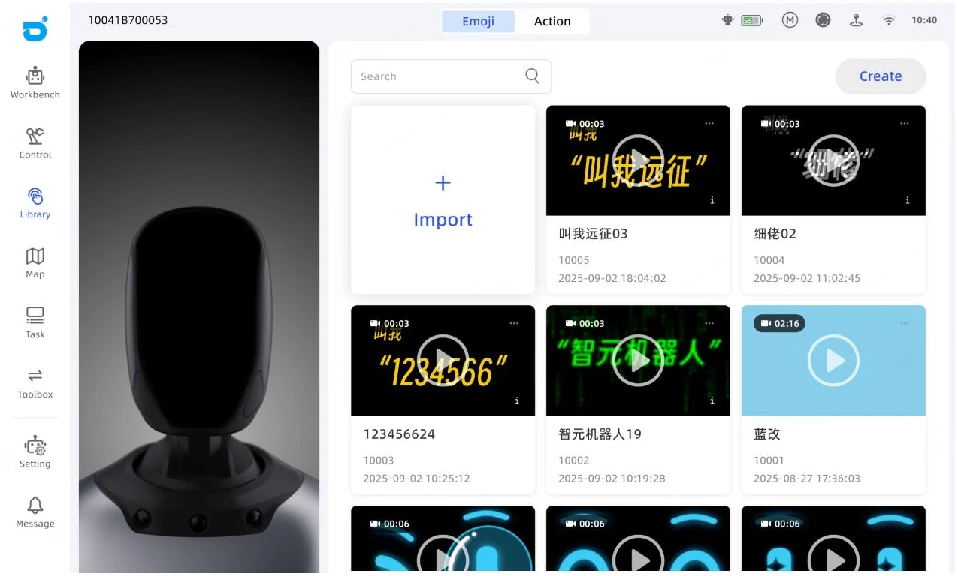 10041B700053
Emoji
Action
M
10:40
Workbench
Control
Library
Map
Task
Toolbox
Setting
Message
Search
Create
+
Import
00:03
叫我
“叫我远征”
叫我远征03
10005
2025-09-02 18:04:02
00:03
叫我
“细佬”
细佬02
10004
2025-09-02 11:02:45
00:03
叫我
“1234566”
123456624
10003
2025-09-02 10:25:12
00:03
“智元机器人”
智元机器人19
10002
2025-09-02 10:19:28
02:16
蓝改
10001
2025-08-27 17:36:03
00:06
00:06
00:06